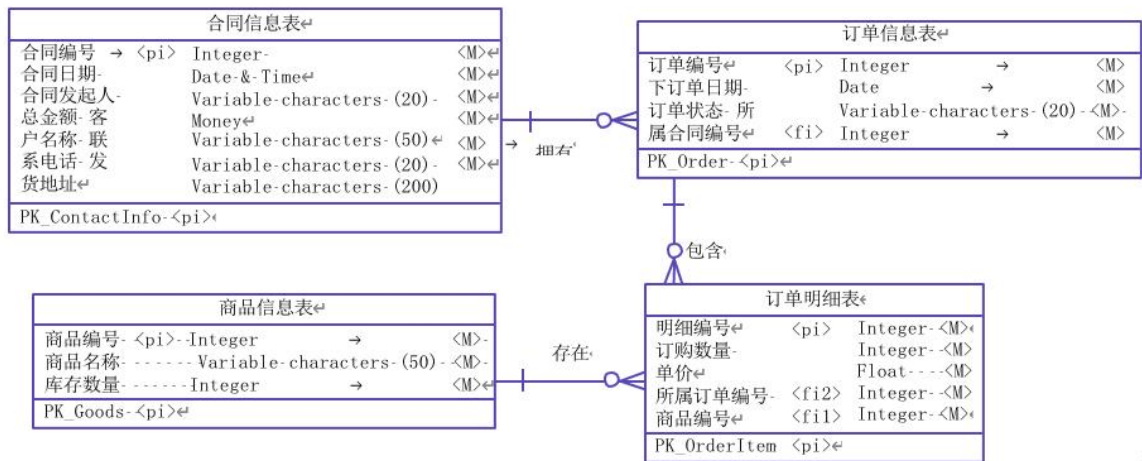 合同信息表↵
合同编号 → <pi> Integer- <M>↵
合同日期- Date-&-Time↵ <M>↵
合同发起人- Variable-characters-(20)- <M>↵
总金额-客 Money↵ <M>↵
户名称-联 Variable-characters-(50)↵ <M> →
系电话-发 Variable-characters-(20) <M>↵
货地址↵ Variable-characters-(200)
PK_ContactInfo-<pi>
拥有
订单信息表↵
订单编号↵ <pi> Integer → <M>
下订单日期- Date → <M>
订单状态-所 Variable-characters-(20)-<M>-
属合同编号↵ <fi> Integer → <M>
PK_Order-<pi>↵
包含
商品信息表↵
商品编号-<pi>--Integer → <M>-
商品名称-------Variable-characters-(50)-<M>-
库存数量-------Integer → <M>↵
PK_Goods-<pi>↵
存在
订单明细表
明细编号↵ <pi> Integer-<M>
订购数量- Integer--<M>
单价↵ Float----<M>
所属订单编号- <fi2> Integer--<M>
商品编号↵ <fi1> Integer-<M>
PK_OrderItem <pi>↵